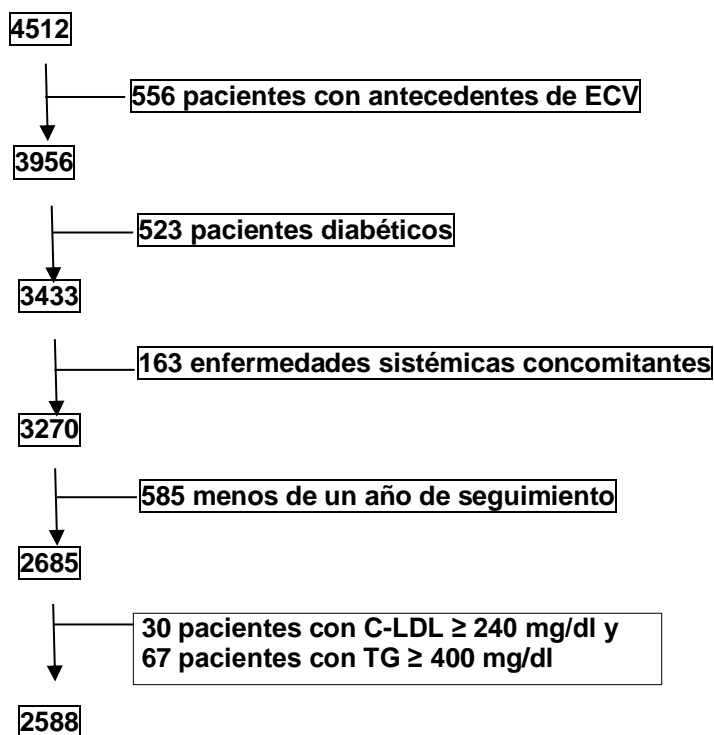 4512
556 pacientes con antecedentes de ECV
3956
523 pacientes diabéticos
3433
163 enfermedades sistémicas concomitantes
3270
585 menos de un año de seguimiento
2685
30 pacientes con C-LDL ≥ 240 mg/dl y
67 pacientes con TG ≥ 400 mg/dl
2588